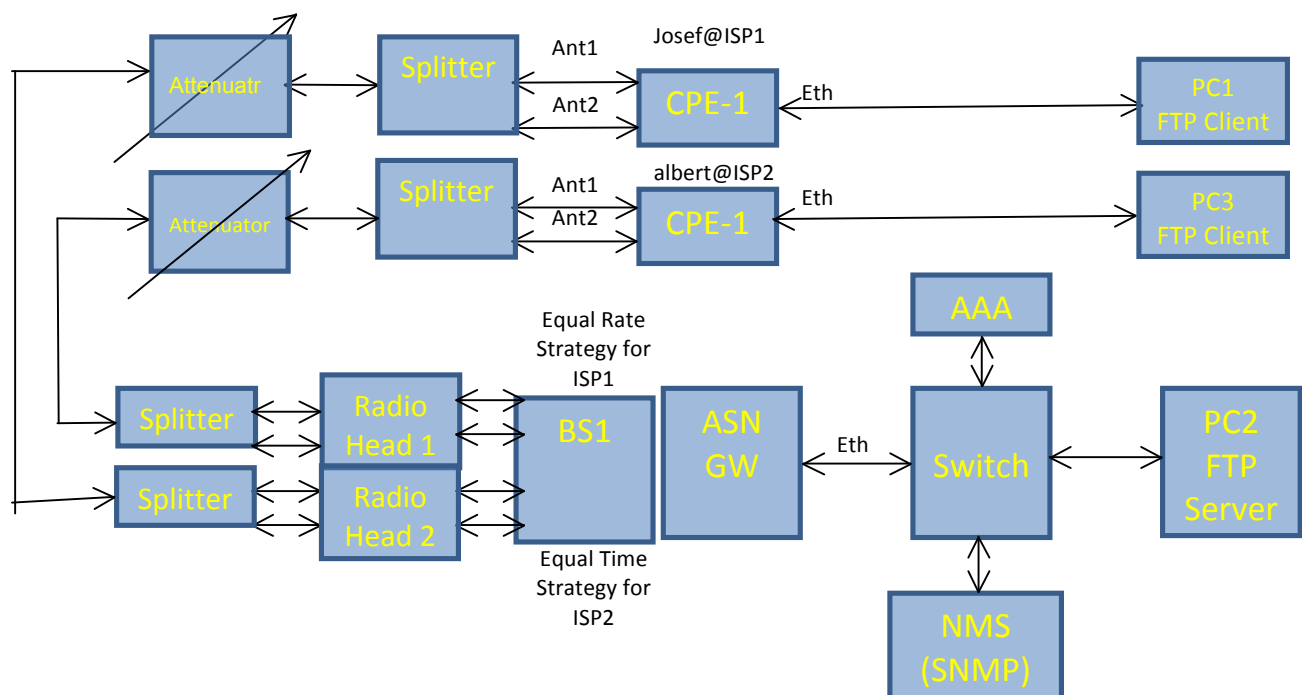 Josef@ISP1
Attenuatr
Splitter
Ant1
Ant2
CPE-1
Eth
PC1
FTP Client
albert@ISP2
Attenuator
Splitter
Ant1
Ant2
CPE-1
Eth
PC3
FTP Client
AAA
Equal Rate
Strategy for
ISP1
Splitter
Radio
Head 1
BS1
ASN
GW
Eth
Switch
PC2
FTP
Server
Splitter
Radio
Head 2
Equal Time
Strategy for
ISP2
NMS
(SNMP)